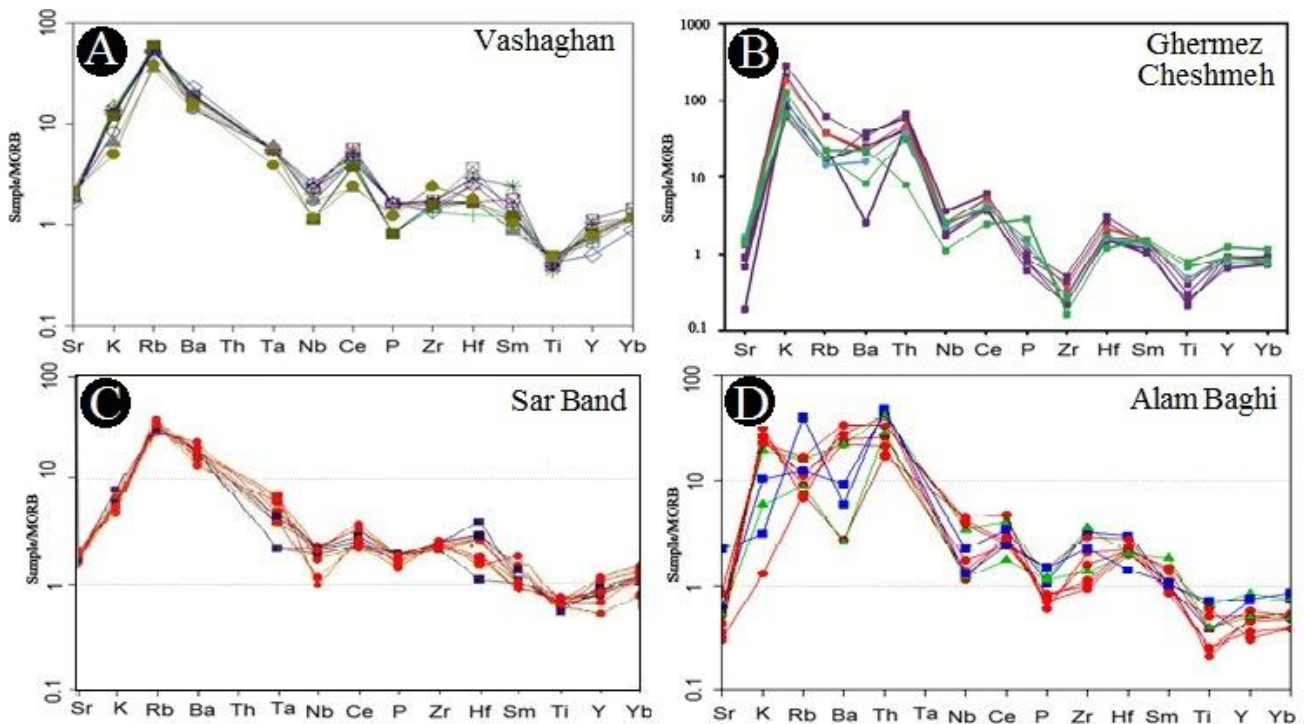 A
Vashaghan
Sample/MORB
100
10
1
0.1
Sr K Rb Ba Th Ta Nb Ce P Zr Hf Sm Ti Y Yb
B
Ghermez
Cheshmeh
Sample/MORB
1000
100
10
1
0.1
Sr K Rb Ba Th Nb Ce P Zr Hf Sm Ti Y Yb
C
Sar Band
Sample/MORB
100
10
1
0.1
Sr K Rb Ba Th Ta Nb Ce P Zr Hf Sm Ti Y Yb
D
Alam Baghi
Sample/MORB
100
10
1
0.1
Sr K Rb Ba Th Ta Nb Ce P Zr Hf Sm Ti Y Yb